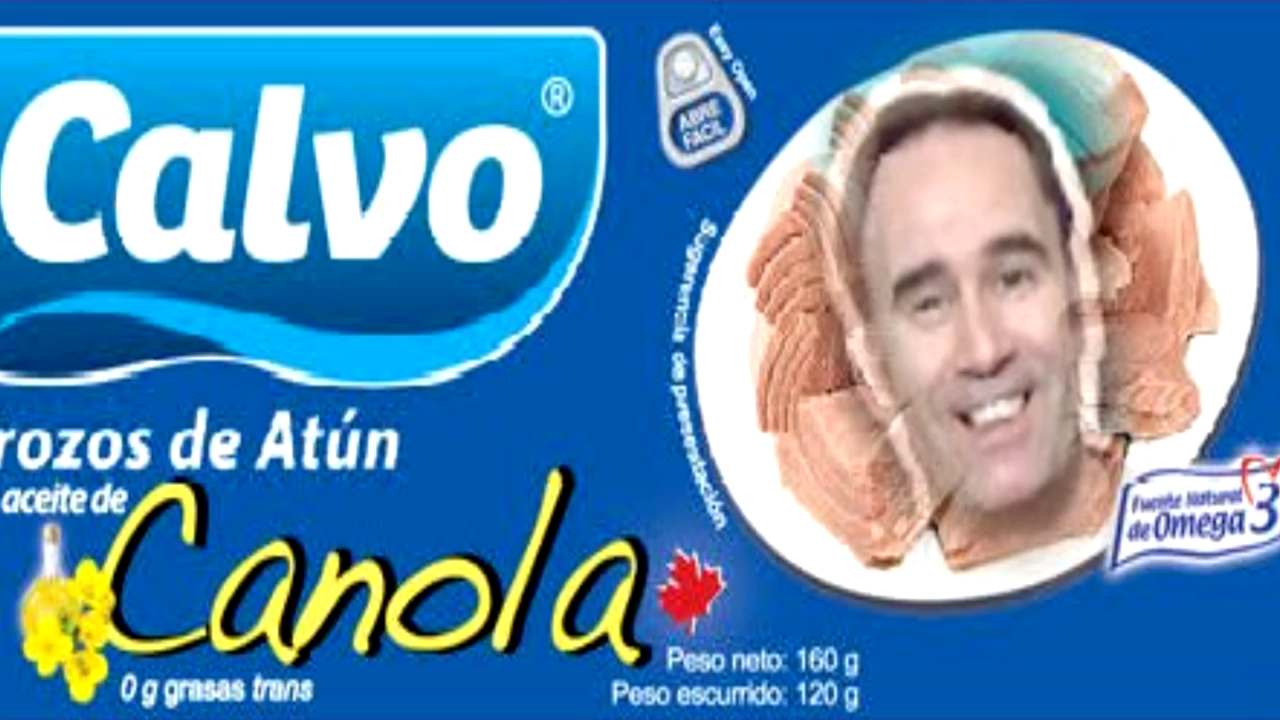 Calvo®
Easy Open
ABRE
FACIL
Sugerencia de presentación
rozos de Atún
aceite de
Canola
0 g grasas trans
Fuente Natural
de Omega 3
Peso neto: 160 g
Peso escurrido: 120 g